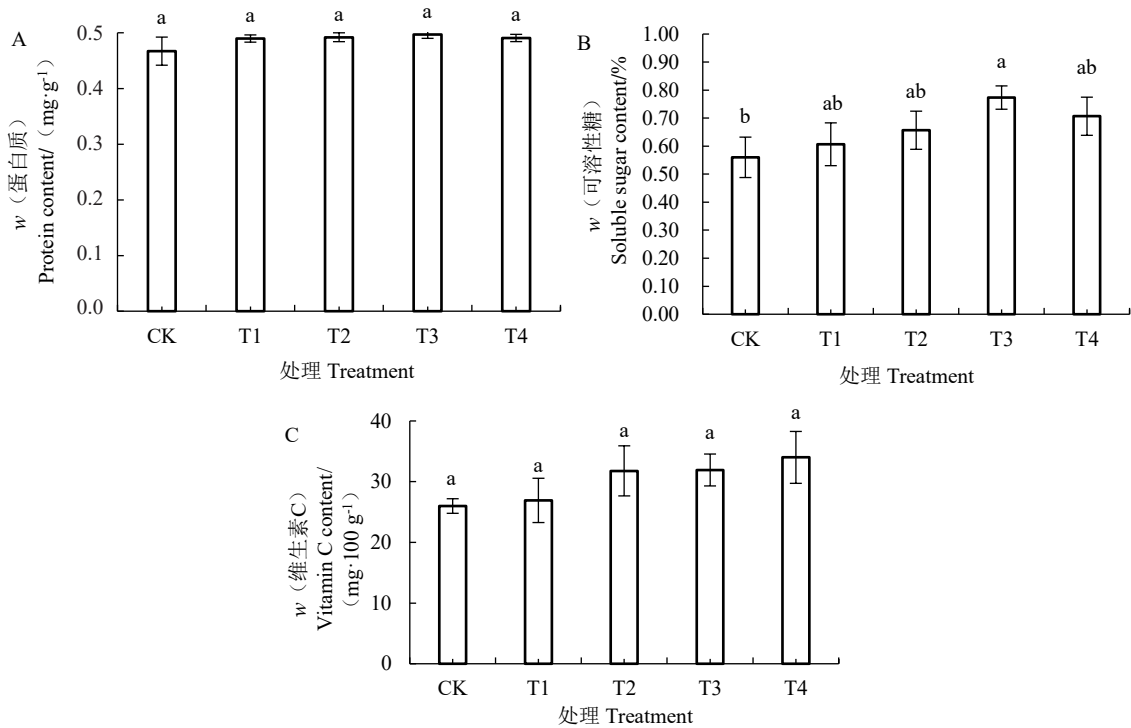 A
w（蛋白质）
Protein content/（mg·g-1）
0.5
0.4
0.3
0.2
0.1
0.0
a a a a a
CK T1 T2 T3 T4
处理 Treatment
B
w（可溶性糖）
Soluble sugar content/%
1.00
0.90
0.80
0.70
0.60
0.50
0.40
0.30
0.20
0.10
0.00
b ab ab a ab
CK T1 T2 T3 T4
处理 Treatment
C
w（维生素C）
Vitamin C content/
（mg·100 g-1）
40
30
20
10
0
a a a a a
CK T1 T2 T3 T4
处理 Treatment